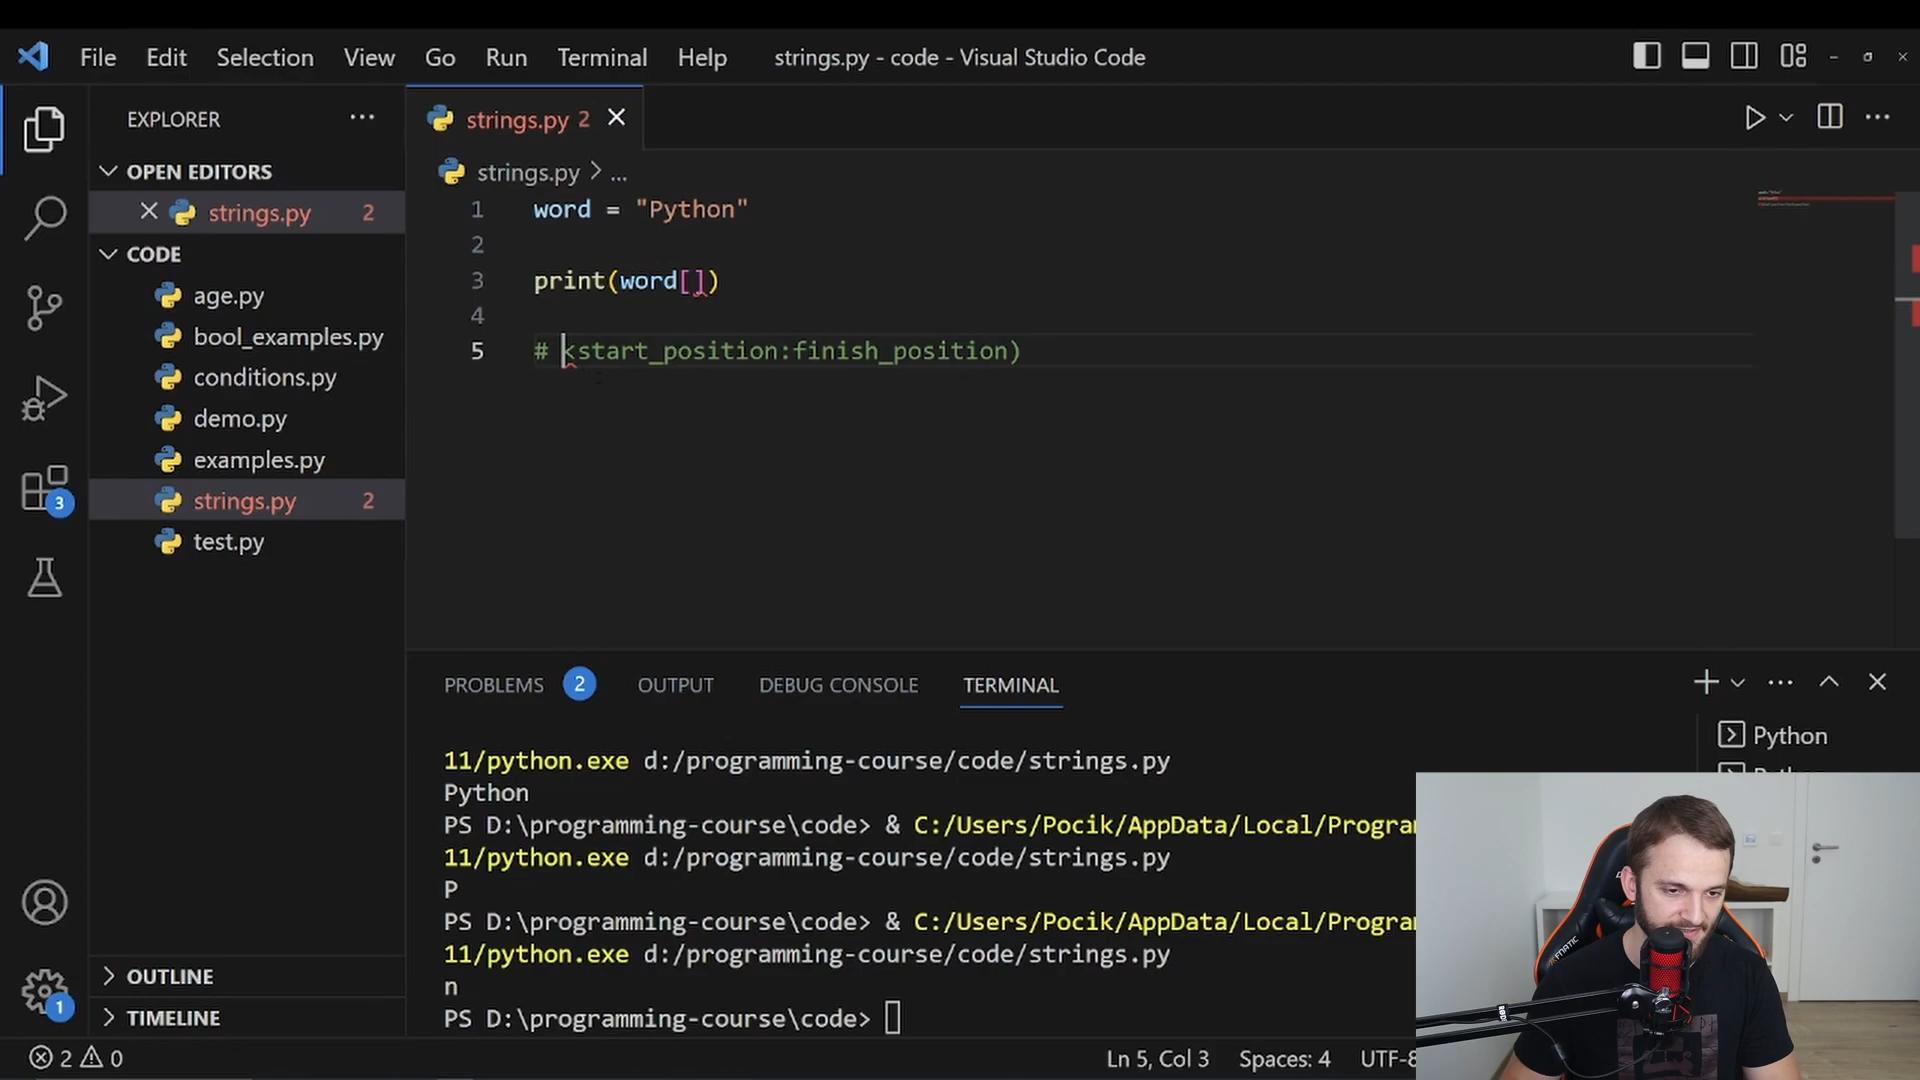 File Edit Selection View Go Run Terminal Help strings.py - code - Visual Studio Code
EXPLORER
strings.py 2
OPEN EDITORS
strings.py > ...
strings.py 2
1 word = "Python"
2
CODE
3 print(word[])
age.py
4
bool_examples.py
5 # <start_position:finish_position)
conditions.py
demo.py
examples.py
strings.py 2
test.py
PROBLEMS 2 OUTPUT DEBUG CONSOLE TERMINAL
11/python.exe d:/programming-course/code/strings.py
Python
Python
PS D:\programming-course\code> & C:/Users/Pocik/AppData/Local/Program
11/python.exe d:/programming-course/code/strings.py
P
PS D:\programming-course\code> & C:/Users/Pocik/AppData/Local/Program
11/python.exe d:/programming-course/code/strings.py
n
PS D:\programming-course\code>
3
1
OUTLINE
TIMELINE
2 0
Ln 5, Col 3 Spaces: 4 UTF-8
FNATIC